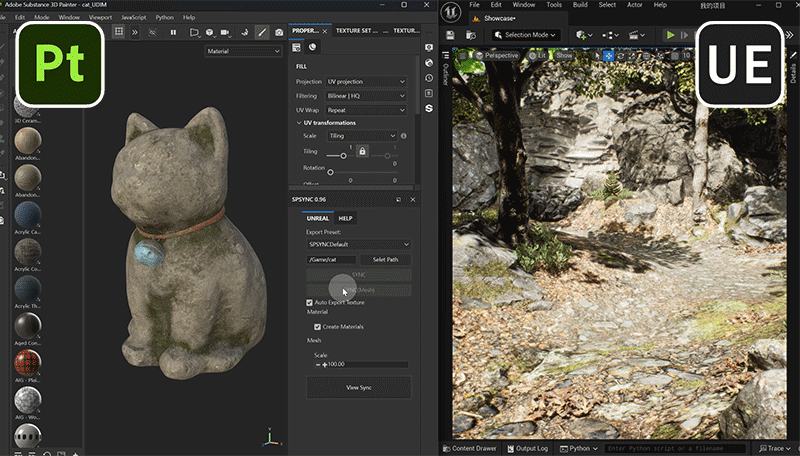 Adobe Substance 3D Painter - cat_UDIM
Edit Mode Window Viewport JavaScript Python Help
Pt
Material
3D Ceram...
Abandon...
Abandon...
Acrylic Ca...
Acrylic Ca...
Acrylic Th...
Aged Con...
AIG - Plai...
AIG - Wo...
PROPER...
TEXTURE SET ...
TEXTUR...
FILL
Projection UV projection
Filtering Bilinear | HQ
UV Wrap Repeat
UV transformations
Scale Tiling
Tiling 1 1
Rotation 0
Offset 0 0
SPSYNC 0.96
UNREAL HELP
Export Preset:
SPSYNCDefault
/Game/cat Selet Path
SYNC
(Mesh)
Auto Export Texture
Material
Create Materials
Mesh
Scale
100.00
View Sync
File Edit Window Tools Build Select Actor Help 我的项目
Showcase*
Selection Mode
UE
Perspective Lit Show
10
Outliner
Details
Content Drawer Output Log Python Enter Python script or a filename Trace